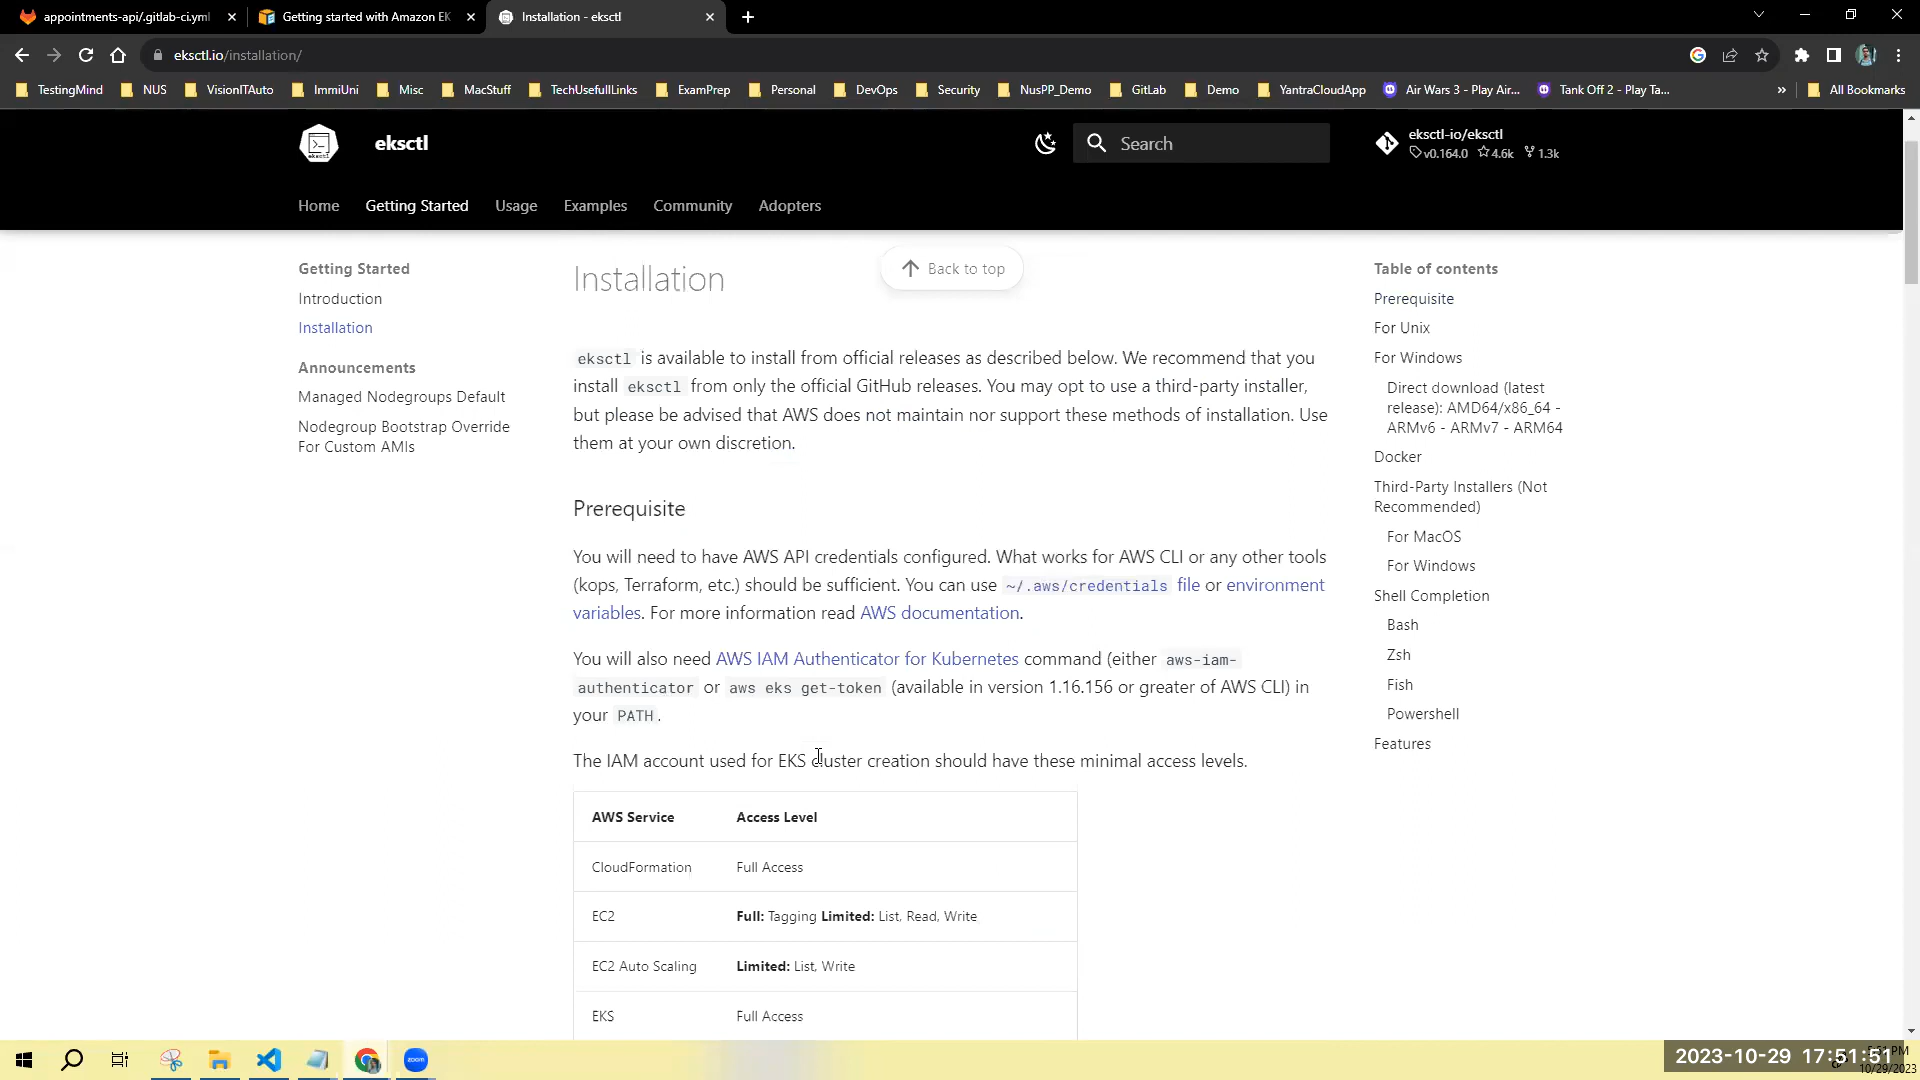 appointments-api/.gitlab-ci.yml
Getting started with Amazon EK
Installation - eksctl
eksctl.io/installation/
TestingMind
NUS
VisionITAuto
ImmiUni
Misc
MacStuff
TechUsefullLinks
ExamPrep
Personal
DevOps
Security
NusPP_Demo
GitLab
Demo
YantraCloudApp
Air Wars 3 - Play Air...
Tank Off 2 - Play Ta...
»
All Bookmarks
eksctl
Search
eksctl-io/eksctl
v0.164.0 4.6k 1.3k
Home
Getting Started
Usage
Examples
Community
Adopters
Getting Started
Introduction
Installation
Announcements
Managed Nodegroups Default
Nodegroup Bootstrap Override
For Custom AMIs
Back to top
Installation
eksctl is available to install from official releases as described below. We recommend that you
install eksctl from only the official GitHub releases. You may opt to use a third-party installer,
but please be advised that AWS does not maintain nor support these methods of installation. Use
them at your own discretion.
Prerequisite
You will need to have AWS API credentials configured. What works for AWS CLI or any other tools
(kops, Terraform, etc.) should be sufficient. You can use ~/.aws/credentials file or environment
variables. For more information read AWS documentation.
You will also need AWS IAM Authenticator for Kubernetes command (either aws-iam-
authenticator or aws eks get-token (available in version 1.16.156 or greater of AWS CLI) in
your PATH.
The IAM account used for EKS cluster creation should have these minimal access levels.
AWS Service Access Level
CloudFormation Full Access
EC2 Full: Tagging Limited: List, Read, Write
EC2 Auto Scaling Limited: List, Write
EKS Full Access
Table of contents
Prerequisite
For Unix
For Windows
Direct download (latest
release): AMD64/x86_64 -
ARMv6 - ARMv7 - ARM64
Docker
Third-Party Installers (Not
Recommended)
For MacOS
For Windows
Shell Completion
Bash
Zsh
Fish
Powershell
Features
zoom
2023-10-29 17:51:51
10/29/2023